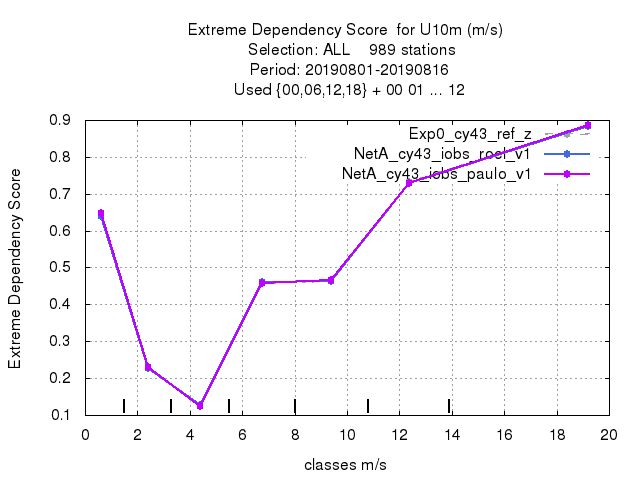 Extreme Dependency Score for U10m (m/s)
Selection: ALL 989 stations
Period: 20190801-20190816
Used {00,06,12,18} + 00 01 ... 12
Extreme Dependency Score
0.9
0.8
0.7
0.6
0.5
0.4
0.3
0.2
0.1
Exp0_cy43_ref_z
NetA_cy43_iobs_roel_v1
NetA_cy43_iobs_paulo_v1
0 2 4 6 8 10 12 14 16 18 20
classes m/s